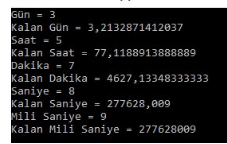 Gün = 3
Kalan Gün = 3,2132871412037
Saat = 5
Kalan Saat = 77,1188913888889
Dakika = 7
Kalan Dakika = 4627,13348333333
Saniye = 8
Kalan Saniye = 277628,009
Mili Saniye = 9
Kalan Mili Saniye = 277628009